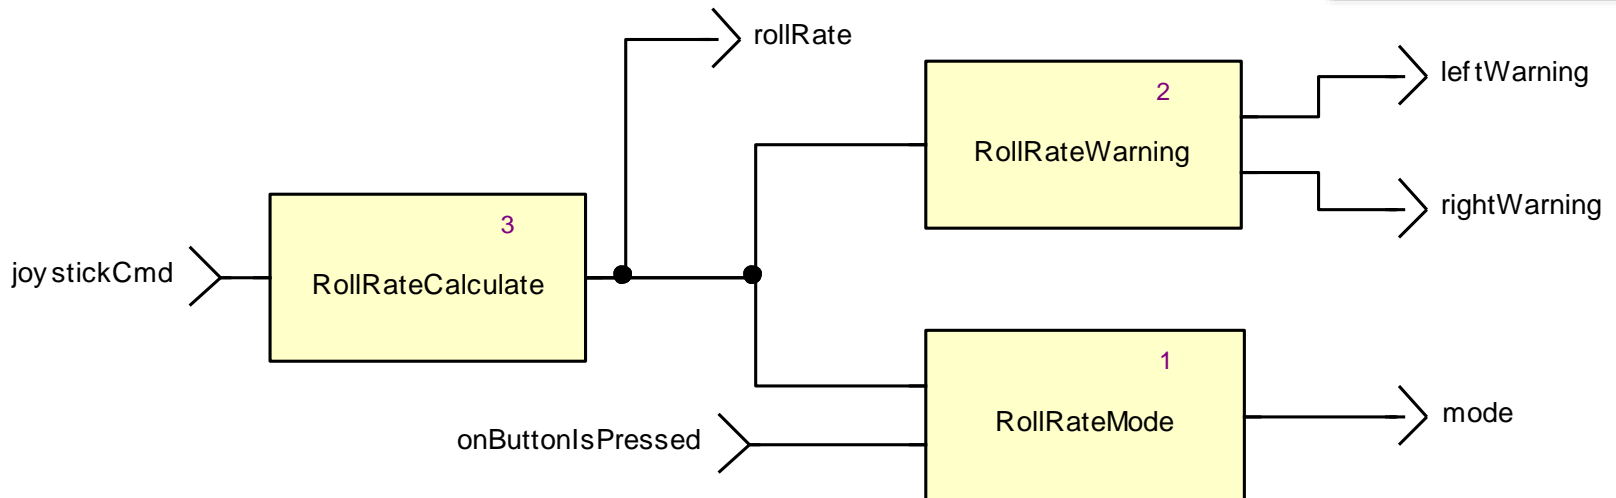 rollRate
leftWarning
2
RollRateWarning
rightWarning
3
joystickCmd
RollRateCalculate
1
RollRateMode
mode
onButtonIsPressed